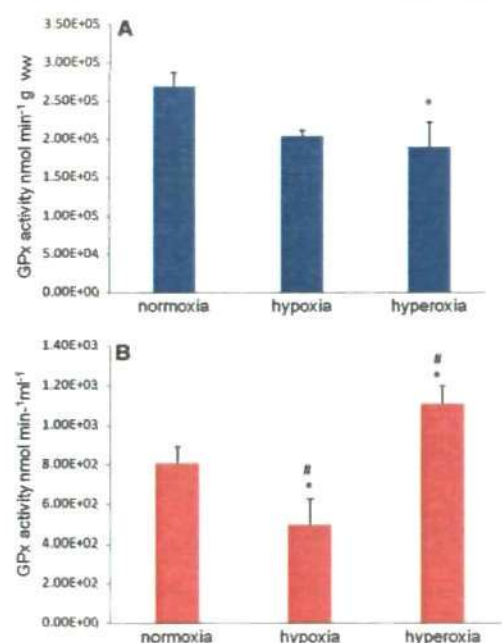 A
GPx activity nmol min-1 g ww
3.50E+05
3.00E+05
2.50E+05
2.00E+05
1.50E+05
1.00E+05
5.00E+04
0.00E+00
*
normoxia hypoxia hyperoxia
B
GPx activity nmol min-1ml-1
1.40E+03
1.20E+03
1.00E+03
8.00E+02
6.00E+02
4.00E+02
2.00E+02
0.00E+00
#
*
#
*
normoxia hypoxia hyperoxia